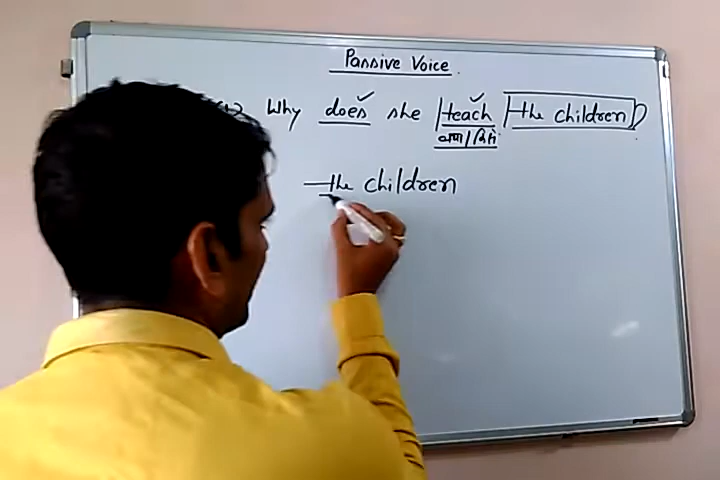 Passive Voice
Why does she teach the children
the children